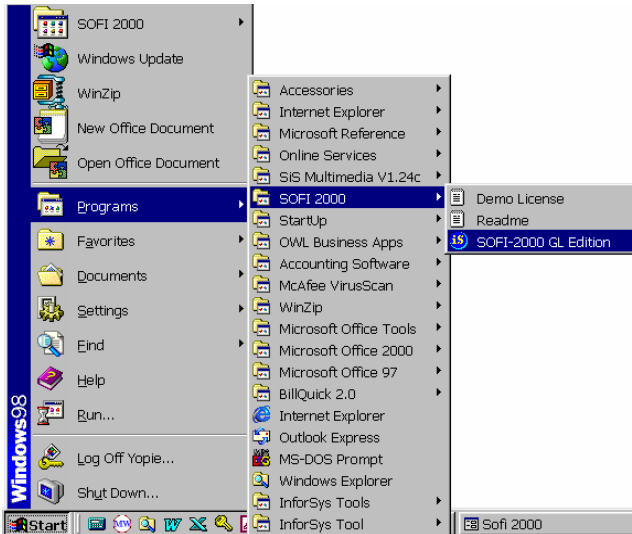 SOFI 2000
Windows Update
WinZip
New Office Document
Open Office Document
Programs
Favorites
Documents
Settings
Find
Help
Run...
Log Off Yopie...
Shut Down...
Windows98
Accessories
Internet Explorer
Microsoft Reference
Online Services
SiS Multimedia V1.24c
SOFI 2000
StartUp
OWL Business Apps
Accounting Software
McAfee VirusScan
WinZip
Microsoft Office Tools
Microsoft Office 2000
Microsoft Office 97
BillQuick 2.0
Internet Explorer
Outlook Express
MS-DOS Prompt
Windows Explorer
InforSys Tools
InforSys Tool
Demo License
Readme
SOFI-2000 GL Edition
Start
Sofi 2000